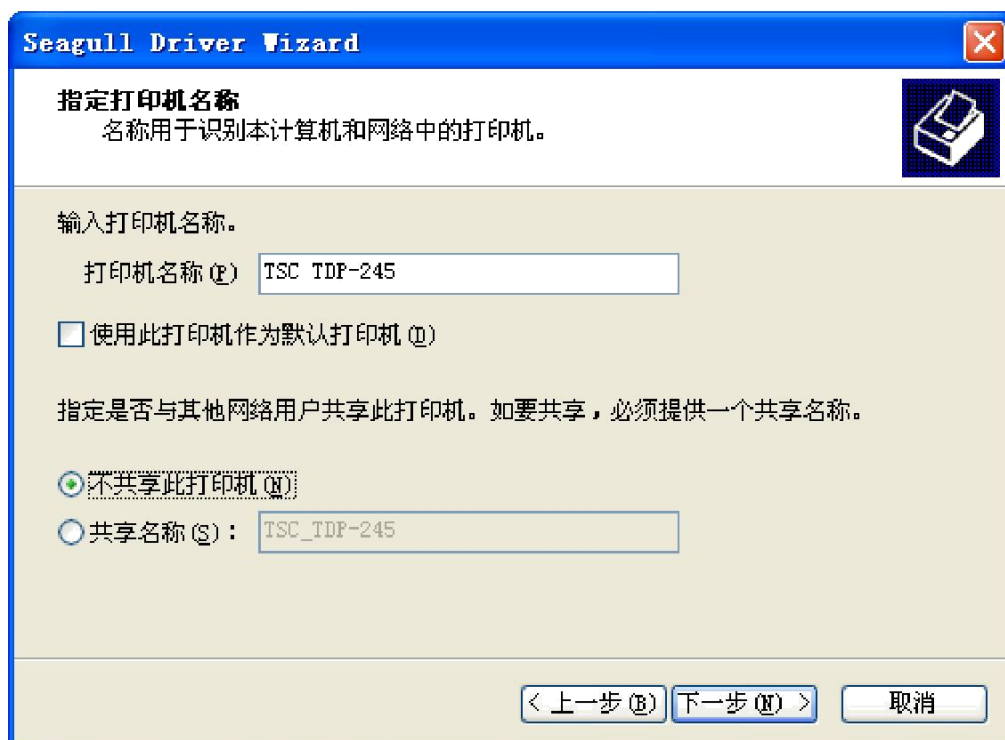 Seagull Driver Wizard
指定打印机名称
名称用于识别本计算机和网络中的打印机。
输入打印机名称。
打印机名称(P) TSC TDP-245
使用此打印机作为默认打印机(D)
指定是否与其他网络用户共享此打印机。如要共享，必须提供一个共享名称。
不共享此打印机(N)
共享名称(S)： TSC_TDP-245
< 上一步(B) 下一步(N) > 取消